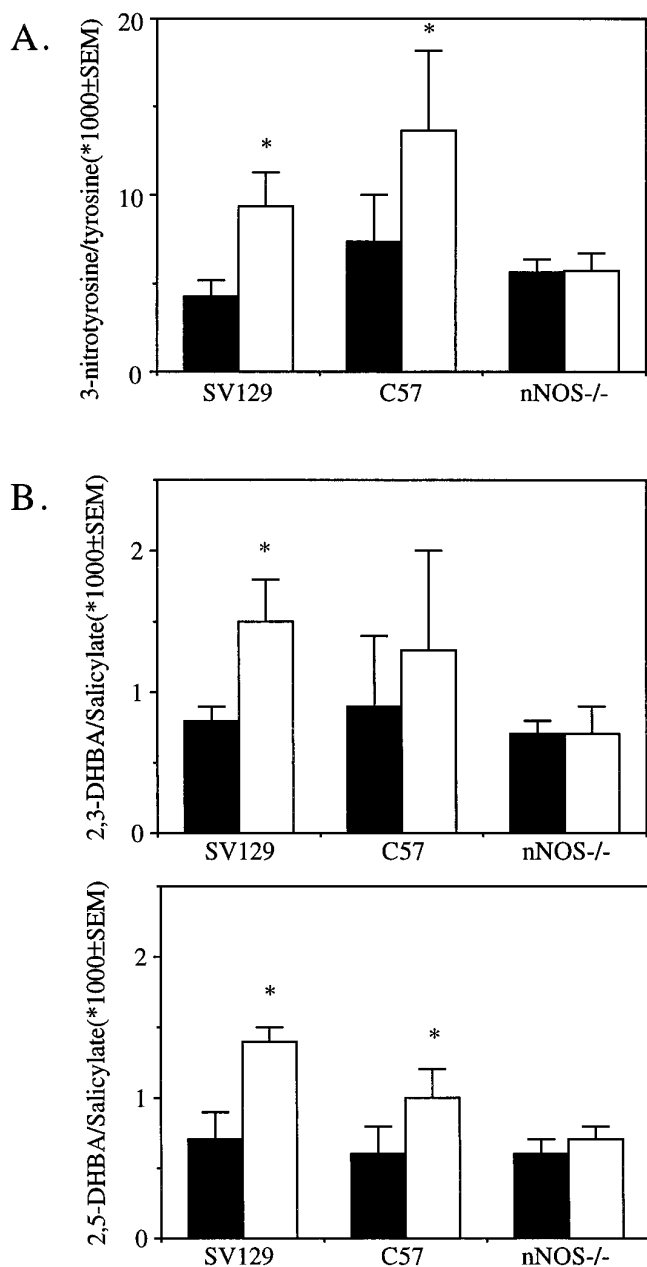 A.
3-nitrotyrosine/tyrosine(*1000±SEM)
20
10
0
*
*
SV129
C57
nNOS-/-
B.
2,3-DHBA/Salicylate(*1000±SEM)
2
1
0
*
SV129
C57
nNOS-/-
2,5-DHBA/Salicylate(*1000±SEM)
2
1
0
*
*
SV129
C57
nNOS-/-